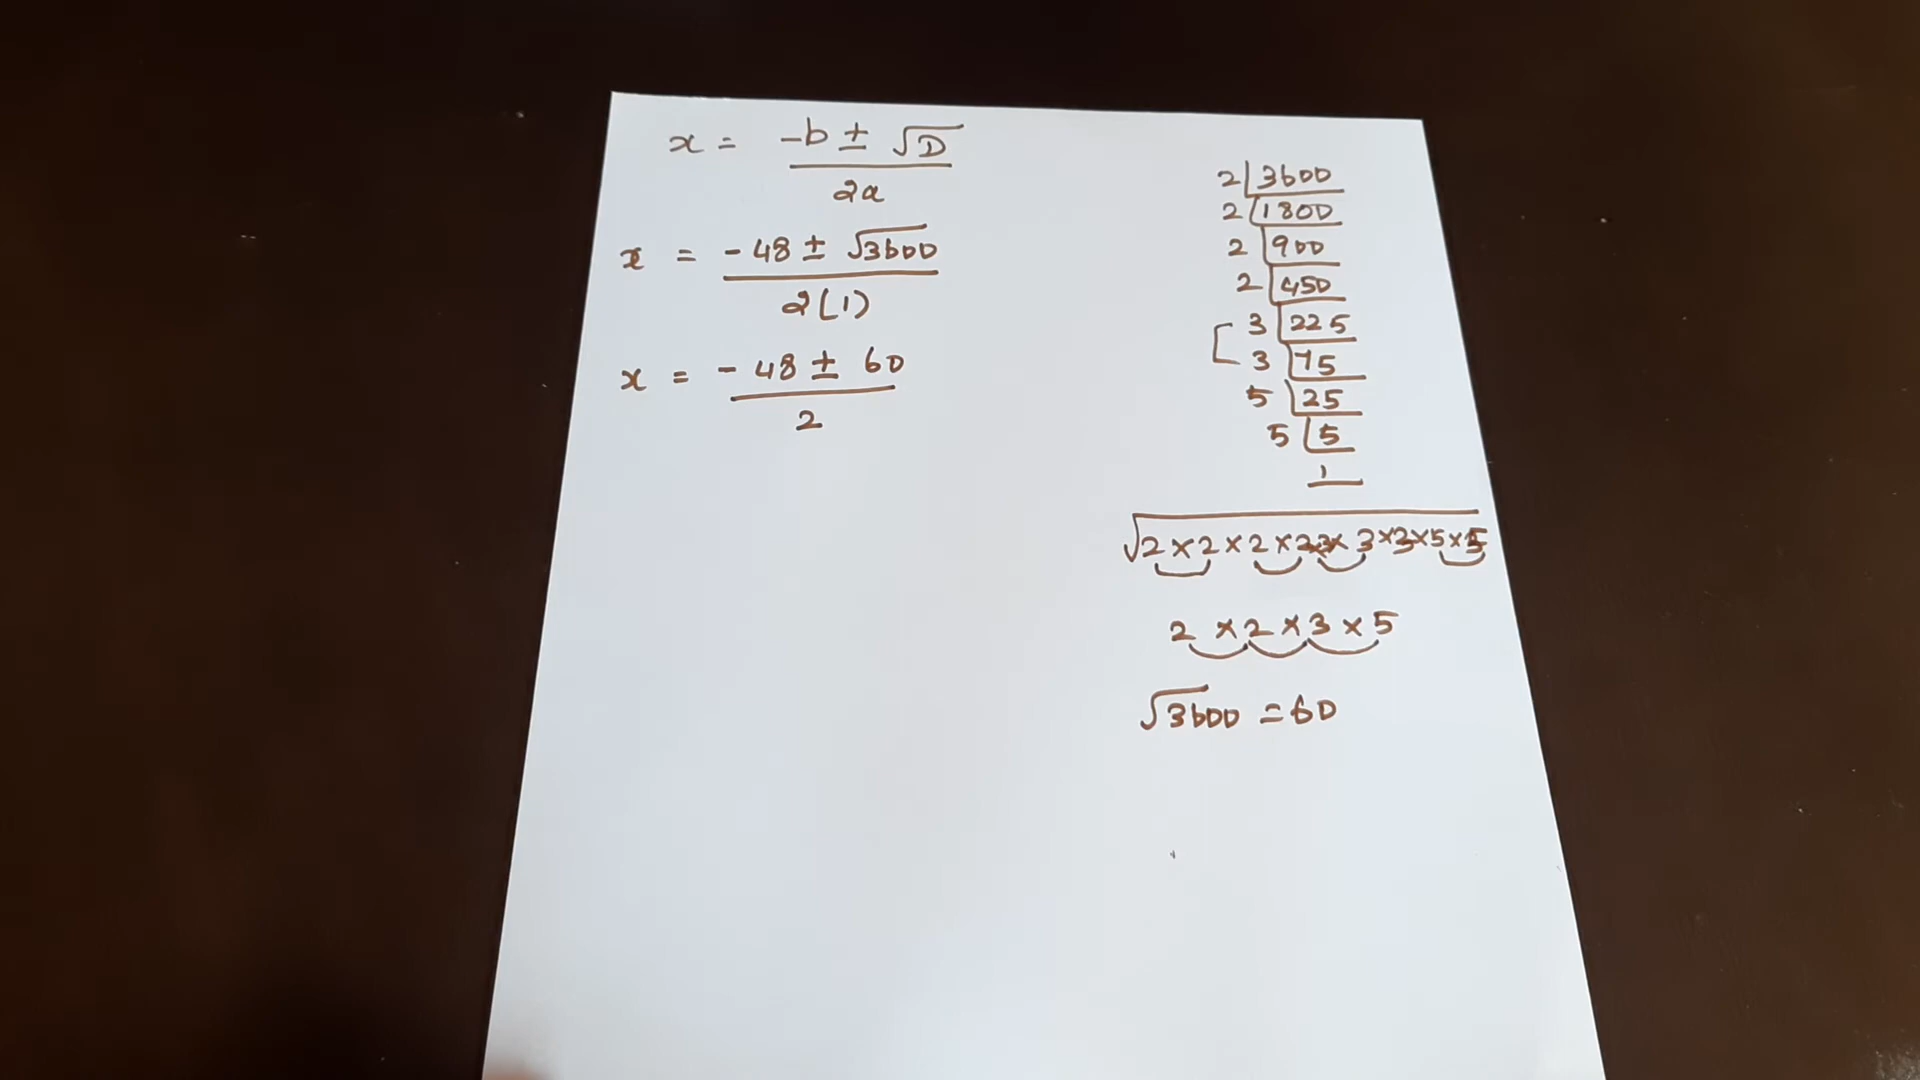 x = -b ± √D
2a
x = -48 ± √3600
2(1)
x = -48 ± 60
2
2 3600
2 1800
2 900
2 450
3 225
3 75
5 25
5 5
1
√2×2×2×2×3×3×5×5
2 × 2 × 3 × 5
√3600 = 60